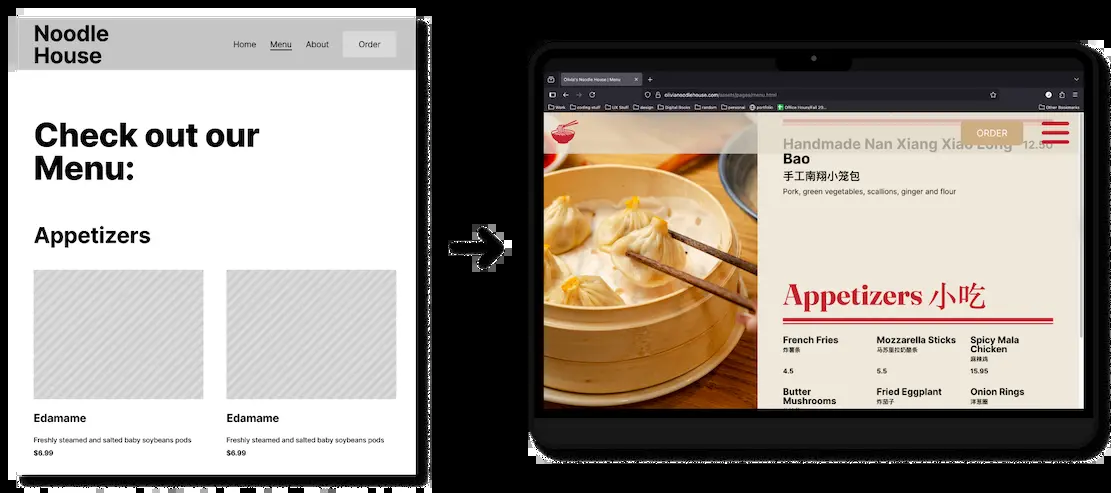 Noodle
House
Home Menu About Order
Check out our
Menu:
Appetizers
Edamame
Freshly steamed and salted baby soybeans pods
$6.99
Edamame
Freshly steamed and salted baby soybeans pods
$6.99
Olivia's Noodle House | Menu
olivianoodlehouse.com/assets/pages/menu.html
Work coding stuff UX Stuff design Digital Books random personal portfolio Office Hours/Fall 20... Other Bookmarks
ORDER
Handmade Nan Xiang Xiao Long 12.50
Bao
手工南翔小笼包
Pork, green vegetables, scallions, ginger and flour
Appetizers 小吃
French Fries
炸薯条
4.5
Mozzarella Sticks
马苏里拉奶酪条
5.5
Spicy Mala
Chicken
麻辣鸡
15.95
Butter
Mushrooms
Fried Eggplant
炸茄子
Onion Rings
洋葱圈